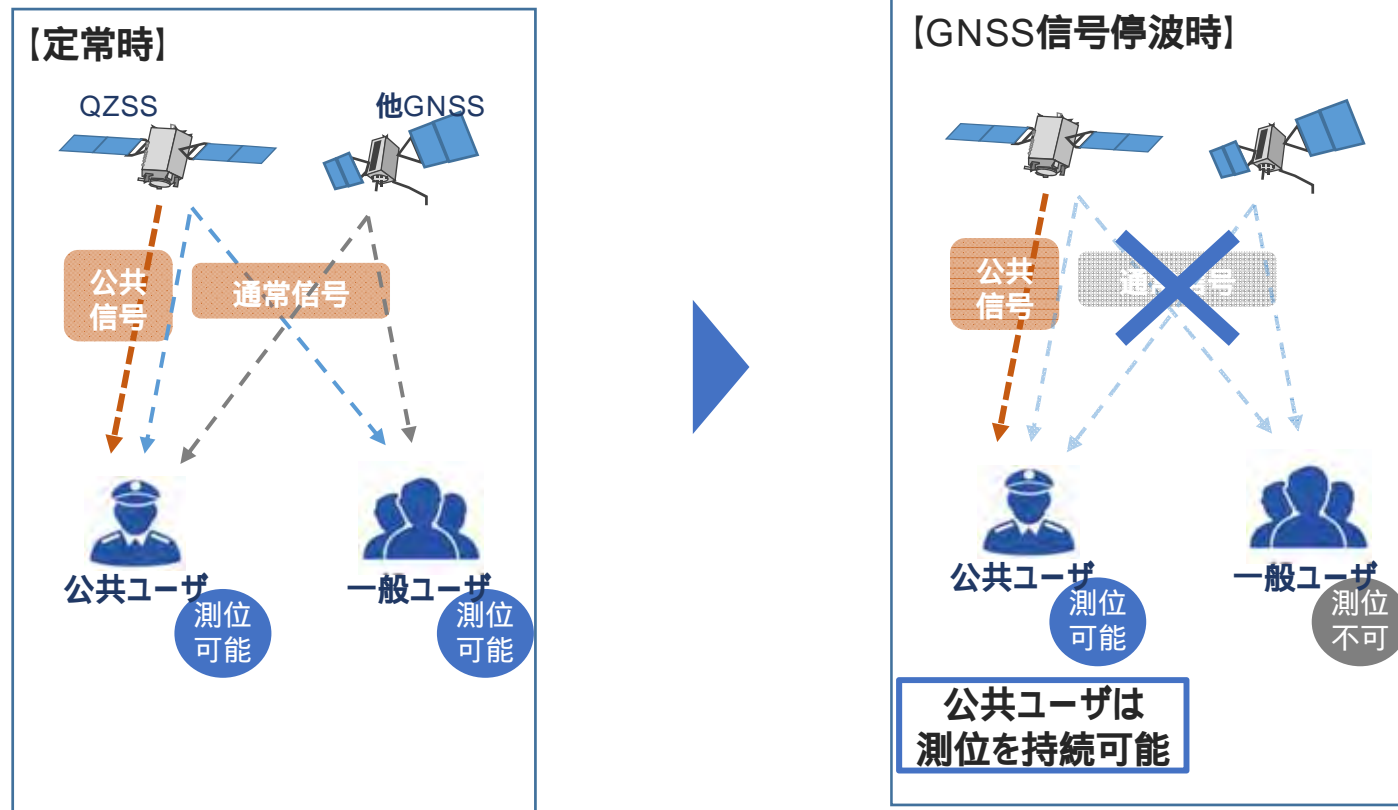 【定常時】
QZSS
他GNSS
公共
信号
通常信号
公共ユーザ
測位
可能
一般ユーザ
測位
可能
【GNSS信号停波時】
公共
信号
通常信号
公共ユーザ
測位
可能
一般ユーザ
測位
不可
公共ユーザは
測位を持続可能